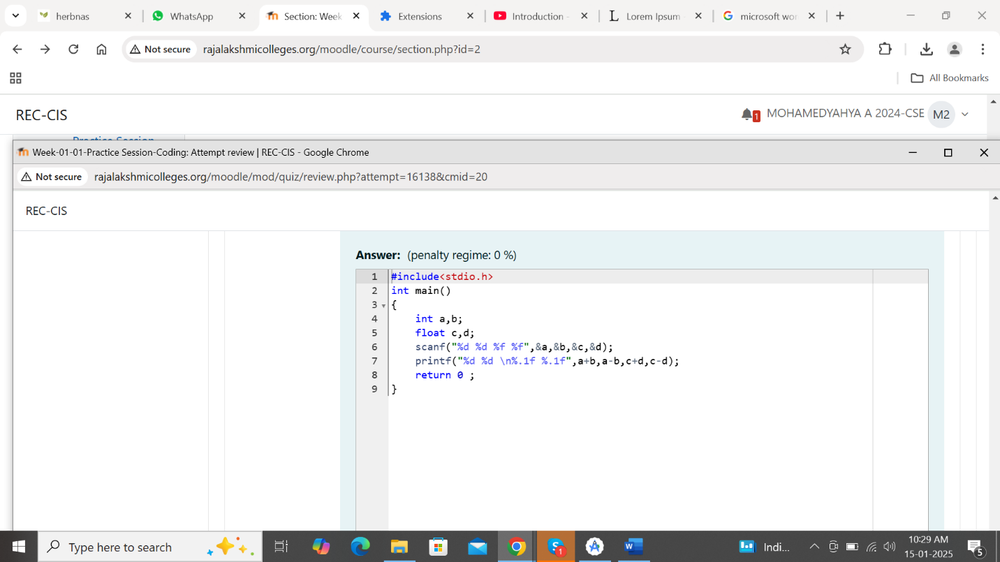 herbnas
WhatsApp
Section: Week
Extensions
Introduction -
Lorem Ipsum -
microsoft wor
Not secure
rajalakshmicolleges.org/moodle/course/section.php?id=2
All Bookmarks
REC-CIS
1
MOHAMEDYAHYA A 2024-CSE
M2
Practice Session
Week-01-01-Practice Session-Coding: Attempt review | REC-CIS - Google Chrome
Not secure
rajalakshmicolleges.org/moodle/mod/quiz/review.php?attempt=16138&cmid=20
REC-CIS
Answer: (penalty regime: 0 %)
1 #include<stdio.h>
2 int main()
3 {
4 int a,b;
5 float c,d;
6 scanf("%d %d %f %f",&a,&b,&c,&d);
7 printf("%d %d \n%.1f %.1f",a+b,a-b,c+d,c-d);
8 return 0 ;
9 }
Type here to search
S
1
W
Indi...
10:29 AM
15-01-2025
5